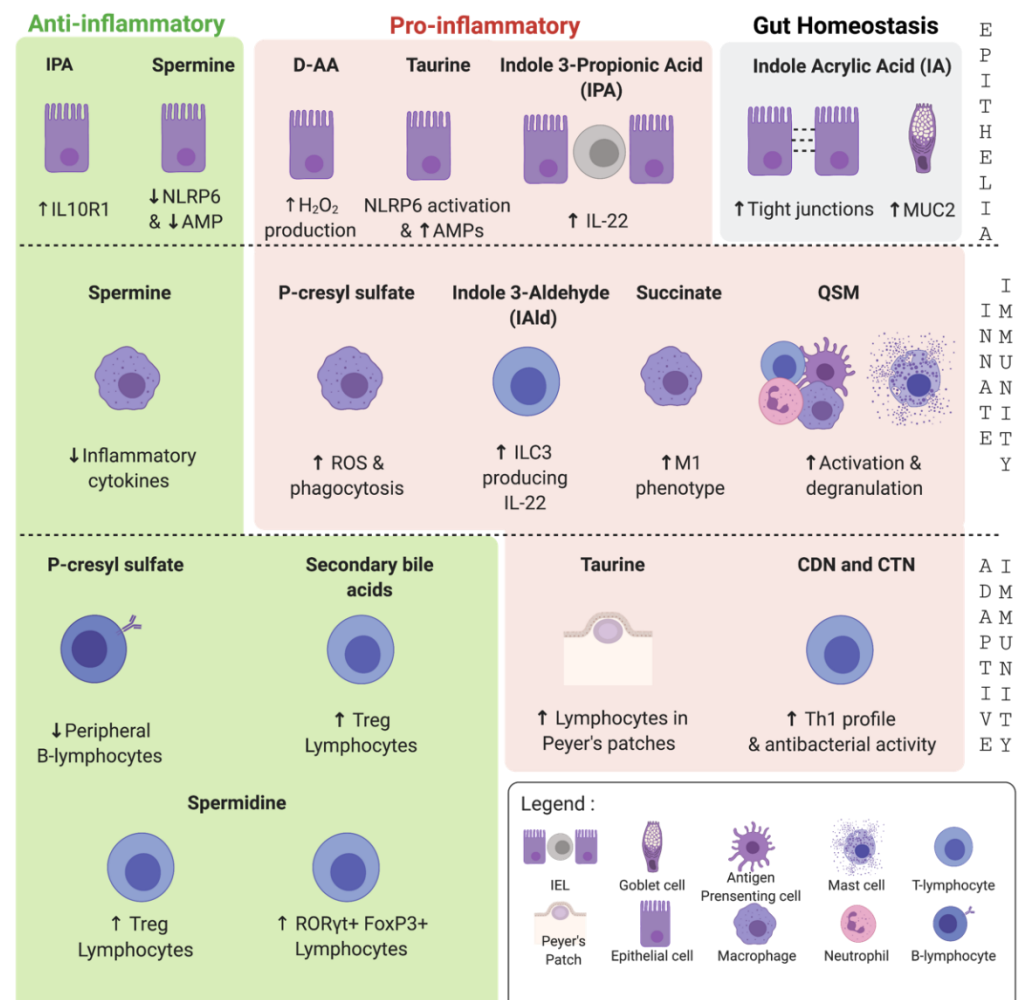 Anti-inflammatory
Pro-inflammatory
Gut Homeostasis
IPA
Spermine
D-AA
Taurine
Indole 3-Propionic Acid
(IPA)
Indole Acrylic Acid (IA)
↑IL10R1
↓NLRP6
& ↓AMP
↑H₂O₂
production
NLRP6 activation
& ↑AMPs
↑ IL-22
↑Tight junctions
↑MUC2
EPITHELIA
Spermine
P-cresyl sulfate
Indole 3-Aldehyde
(IAld)
Succinate
QSM
↓Inflammatory
cytokines
↑ ROS &
phagocytosis
↑ ILC3
producing
IL-22
↑M1
phenotype
↑Activation &
degranulation
INNATE
IMMUNITY
P-cresyl sulfate
Secondary bile
acids
Taurine
CDN and CTN
↓Peripheral
B-lymphocytes
↑ Treg
Lymphocytes
↑ Lymphocytes in
Peyer's patches
↑ Th1 profile
& antibacterial activity
ADAPTIVE
IMMUNITY
Spermidine
↑ Treg
Lymphocytes
↑ RORγt+ FoxP3+
Lymphocytes
Legend :
IEL
Goblet cell
Antigen
Prensenting cell
Mast cell
T-lymphocyte
Peyer's
Patch
Epithelial cell
Macrophage
Neutrophil
B-lymphocyte